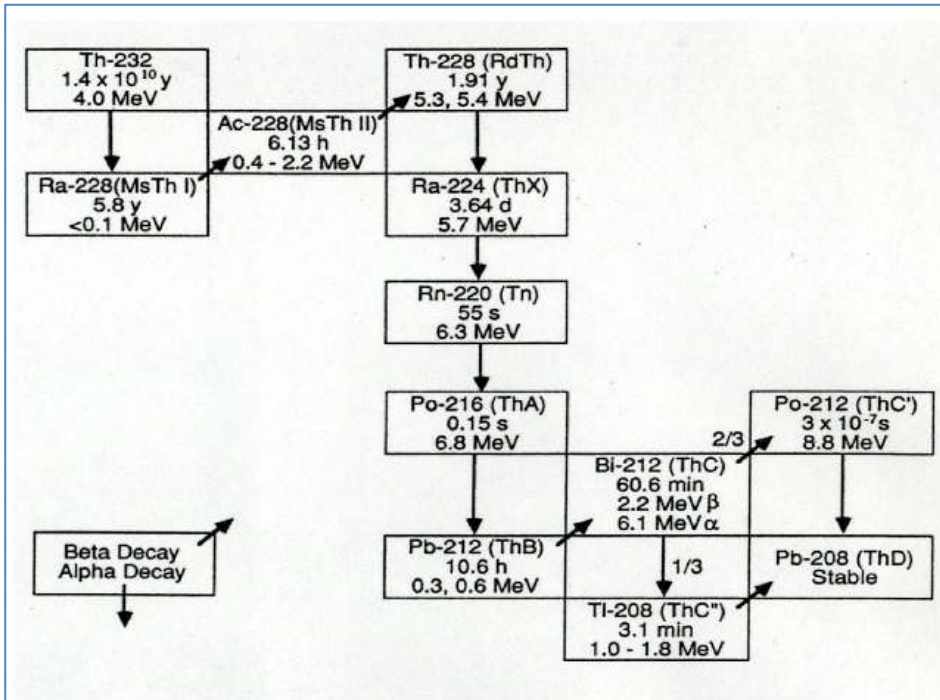 Th-232
1.4 x 10¹⁰ y
4.0 MeV
Th-228 (RdTh)
1.91 y
5.3, 5.4 MeV
Ac-228(MsTh II)
6.13 h
0.4 - 2.2 MeV
Ra-228(MsTh I)
5.8 y
<0.1 MeV
Ra-224 (ThX)
3.64 d
5.7 MeV
Rn-220 (Tn)
55 s
6.3 MeV
Po-216 (ThA)
0.15 s
6.8 MeV
2/3
Po-212 (ThC')
3 x 10⁻⁷s
8.8 MeV
Bi-212 (ThC)
60.6 min
2.2 MeV β
6.1 MeV α
Beta Decay
Alpha Decay
Pb-212 (ThB)
10.6 h
0.3, 0.6 MeV
1/3
Pb-208 (ThD)
Stable
Tl-208 (ThC")
3.1 min
1.0 - 1.8 MeV